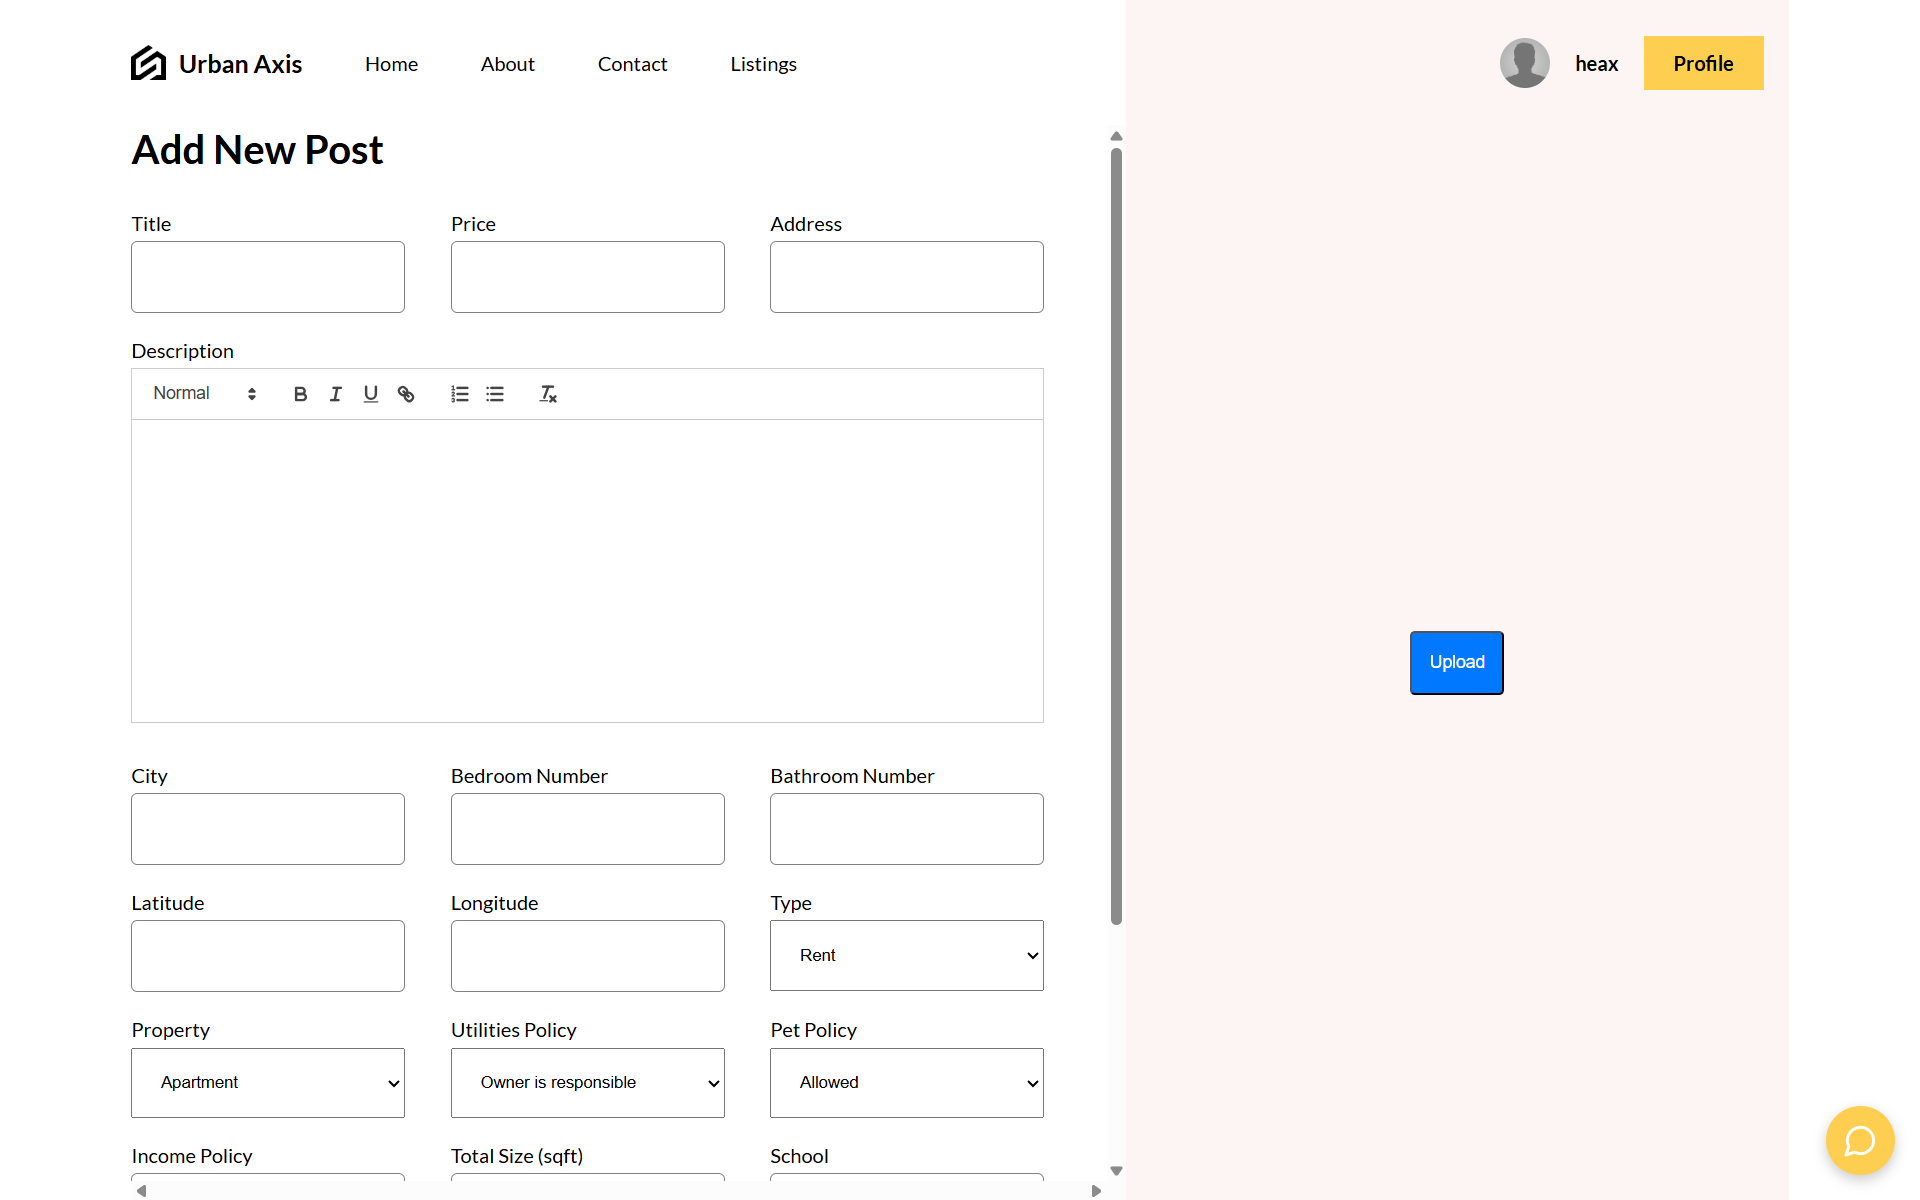 Urban Axis Home About Contact Listings heax Profile
Add New Post
Title Price Address
Description
Normal
Upload
City Bedroom Number Bathroom Number
Latitude Longitude Type
Rent
Property Utilities Policy Pet Policy
Apartment Owner is responsible Allowed
Income Policy Total Size (sqft) School